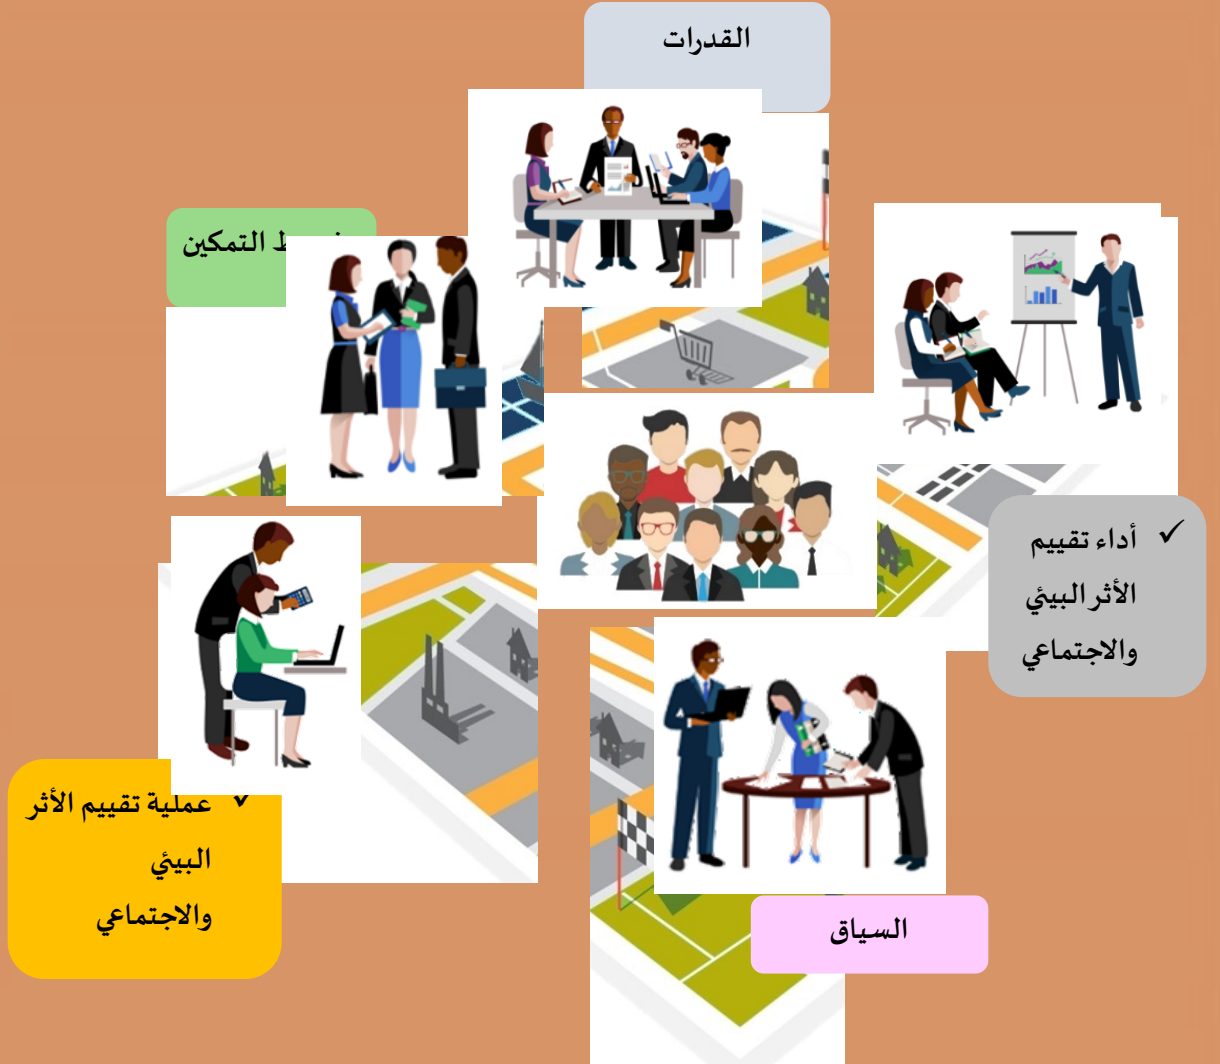 القدرات
التمكين
✓ أداء تقييم
الأثر البيئي
والاجتماعي
✓ عملية تقييم الأثر
البيئي
والاجتماعي
السياق